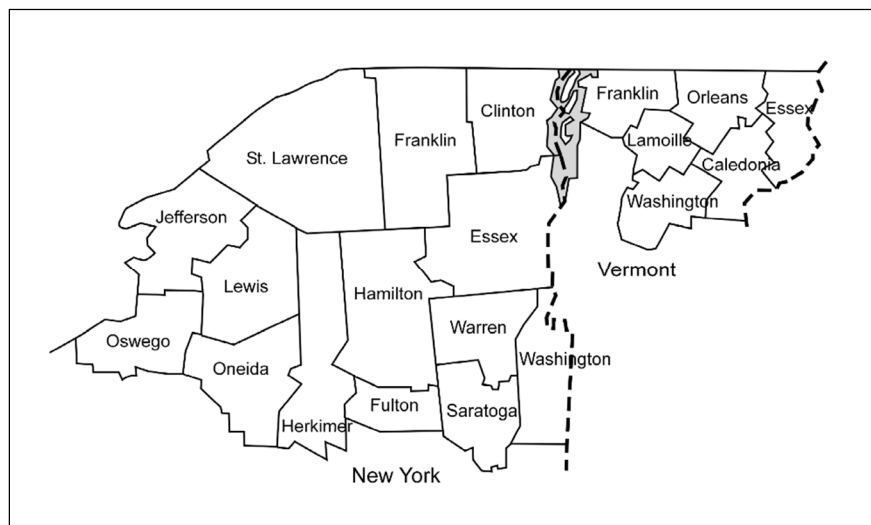 Clinton
Franklin
Orleans
Essex
Franklin
Lamoille
St. Lawrence
Caledonia
Washington
Jefferson
Essex
Vermont
Lewis
Hamilton
Warren
Oswego
Washington
Oneida
Fulton
Saratoga
Herkimer
New York